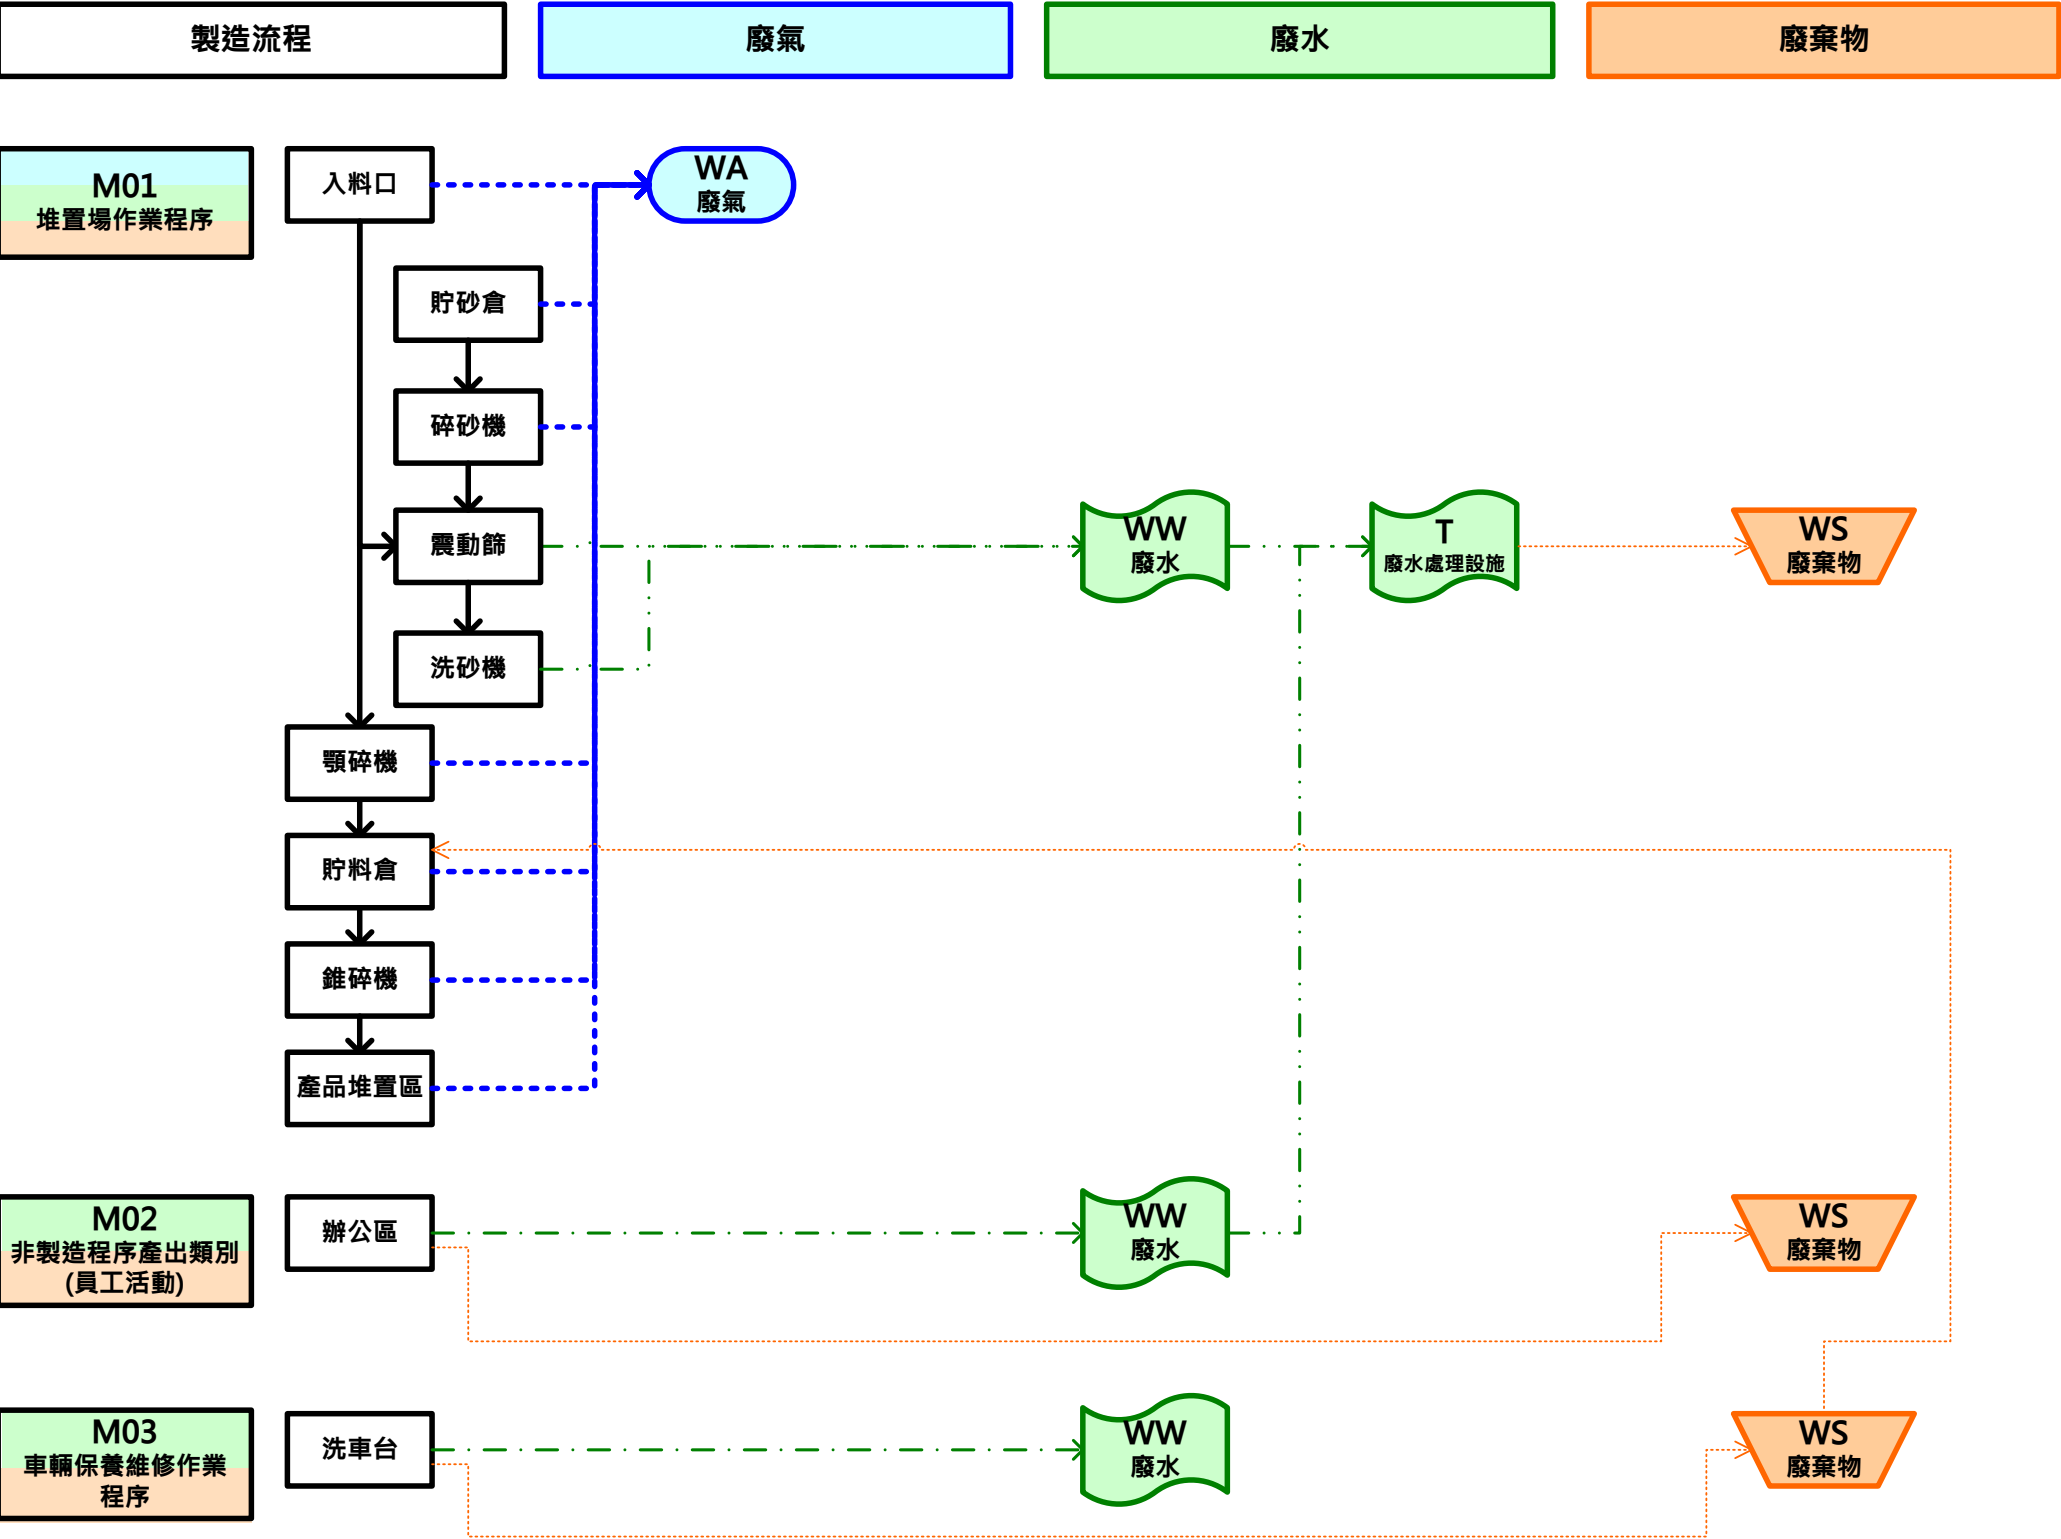 製造流程
廢氣
廢水
廢棄物
M01
堆置場作業程序
入料口
WA
廢氣
貯砂倉
碎砂機
震動篩
WW
廢水
T
廢水處理設施
WS
廢棄物
洗砂機
顎碎機
貯料倉
錐碎機
產品堆置區
M02
非製造程序產出類別
(員工活動)
辦公區
WW
廢水
WS
廢棄物
M03
車輛保養維修作業
程序
洗車台
WW
廢水
WS
廢棄物